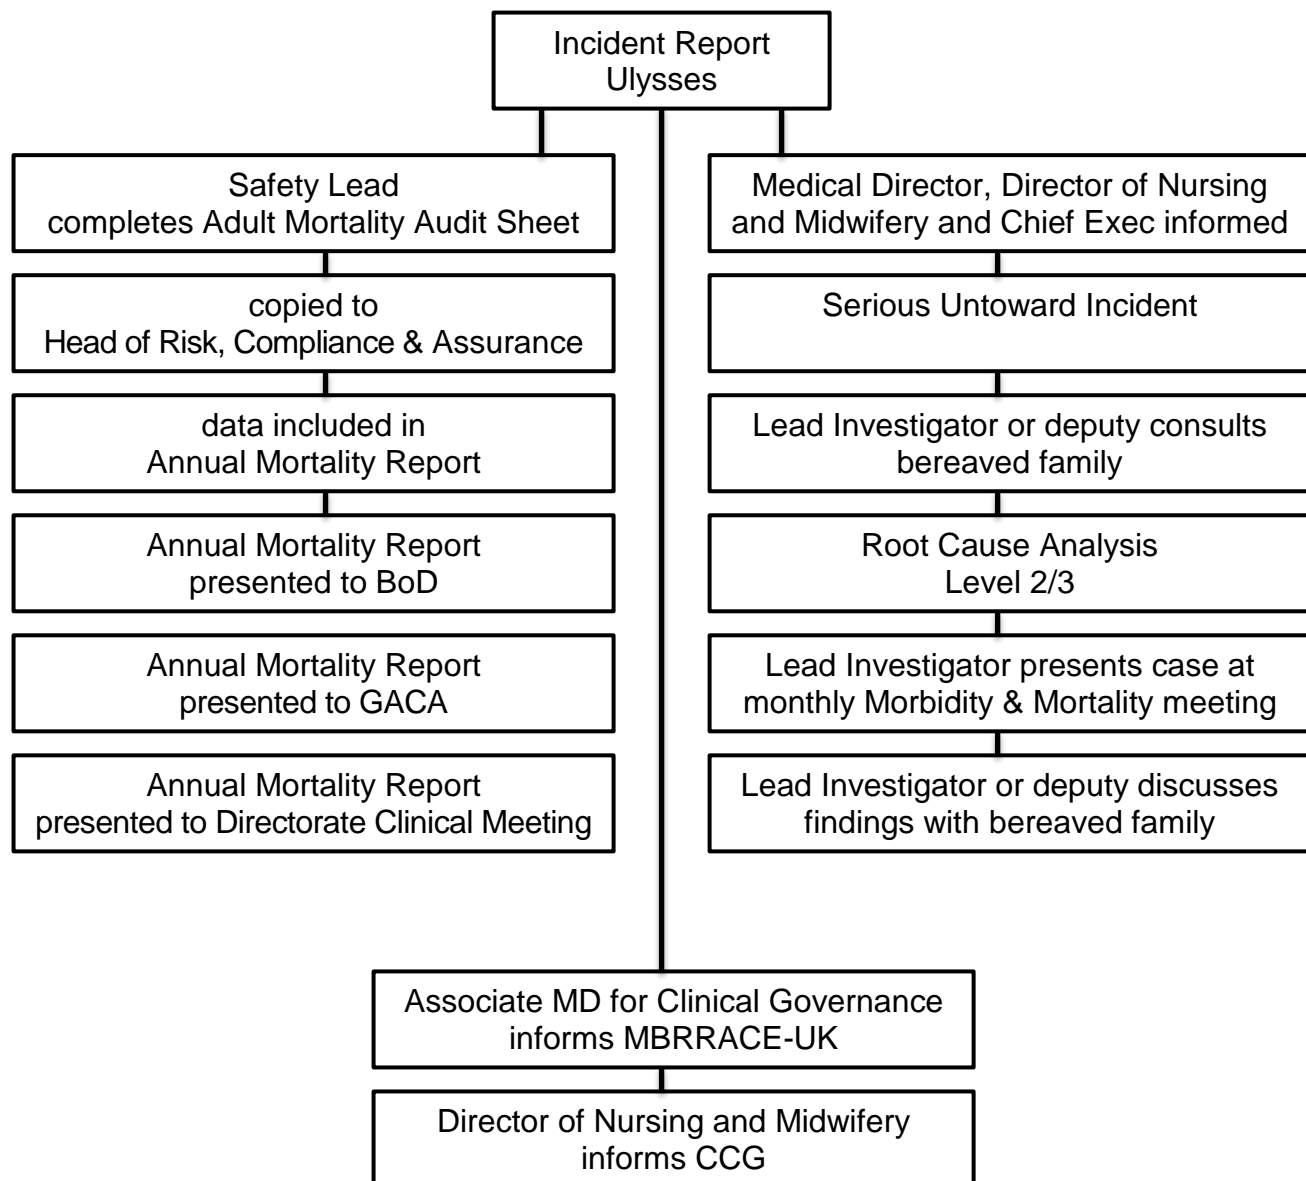 Incident Report
Ulysses
Safety Lead
completes Adult Mortality Audit Sheet
copied to
Head of Risk, Compliance & Assurance
data included in
Annual Mortality Report
Annual Mortality Report
presented to BoD
Annual Mortality Report
presented to GACA
Annual Mortality Report
presented to Directorate Clinical Meeting
Medical Director, Director of Nursing
and Midwifery and Chief Exec informed
Serious Untoward Incident
Lead Investigator or deputy consults
bereaved family
Root Cause Analysis
Level 2/3
Lead Investigator presents case at
monthly Morbidity & Mortality meeting
Lead Investigator or deputy discusses
findings with bereaved family
Associate MD for Clinical Governance
informs MBRRACE-UK
Director of Nursing and Midwifery
informs CCG